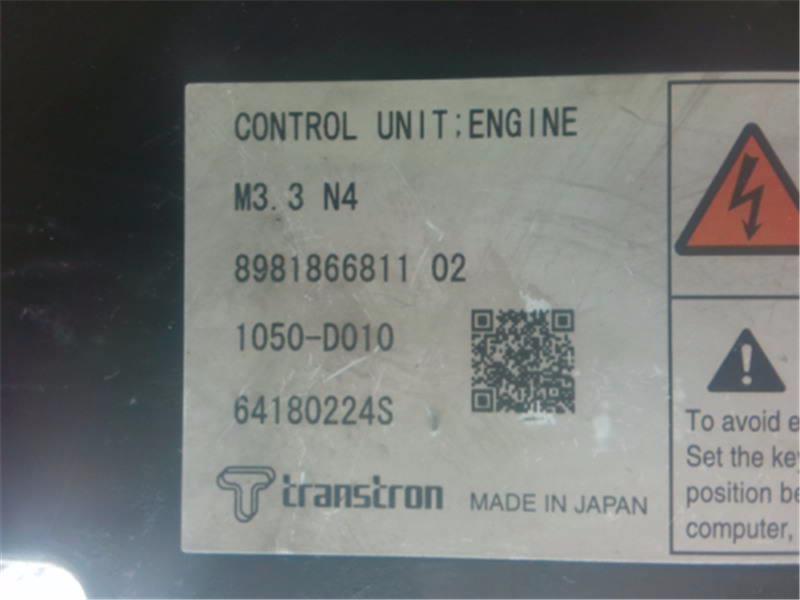 CONTROL UNIT;ENGINE
M3.3 N4
8981866811 02
1050-D010
64180224S
transtron MADE IN JAPAN
To avoid
Set the
position
computer,